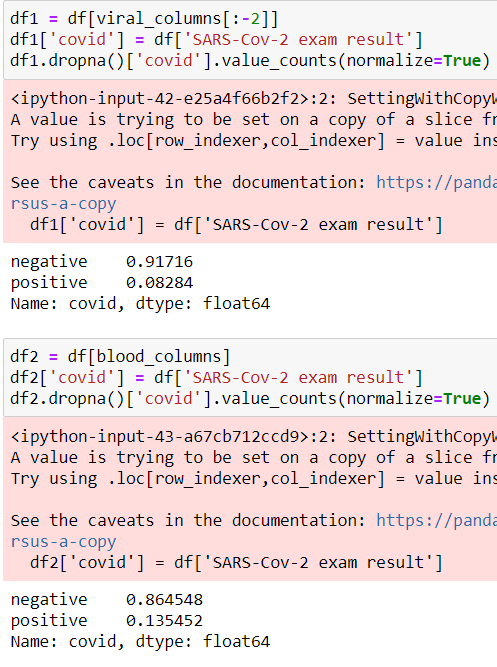 df1 = df[viral_columns[:-2]]
df1['covid'] = df['SARS-Cov-2 exam result']
df1.dropna()['covid'].value_counts(normalize=True)
<ipython-input-42-e25a4f66b2f2>:2: SettingWithCopyW
A value is trying to be set on a copy of a slice fr
Try using .loc[row_indexer,col_indexer] = value ins
See the caveats in the documentation: https://panda
rsus-a-copy
df1['covid'] = df['SARS-Cov-2 exam result']
negative    0.91716
positive    0.08284
Name: covid, dtype: float64
df2 = df[blood_columns]
df2['covid'] = df['SARS-Cov-2 exam result']
df2.dropna()['covid'].value_counts(normalize=True)
<ipython-input-43-a67cb712ccd9>:2: SettingWithCopyW
A value is trying to be set on a copy of a slice fr
Try using .loc[row_indexer,col_indexer] = value ins
See the caveats in the documentation: https://panda
rsus-a-copy
df2['covid'] = df['SARS-Cov-2 exam result']
negative    0.864548
positive    0.135452
Name: covid, dtype: float64